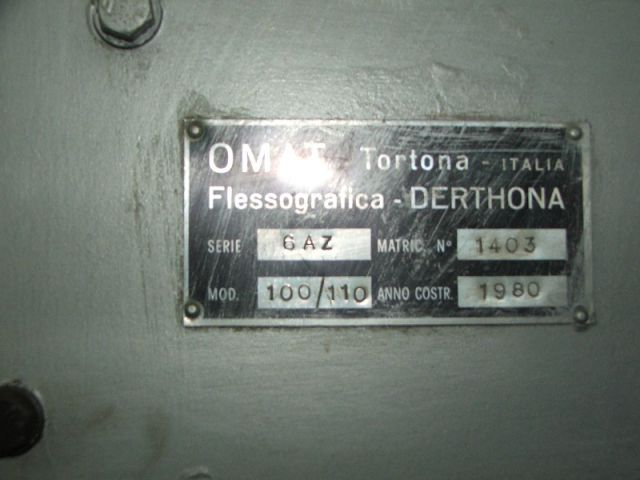 OMAT - Tortona - ITALIA
Flessografica - DERTHONA
SERIE 6AZ MATRIC. N° 1403
MOD. 100/110 ANNO COSTR. 1980